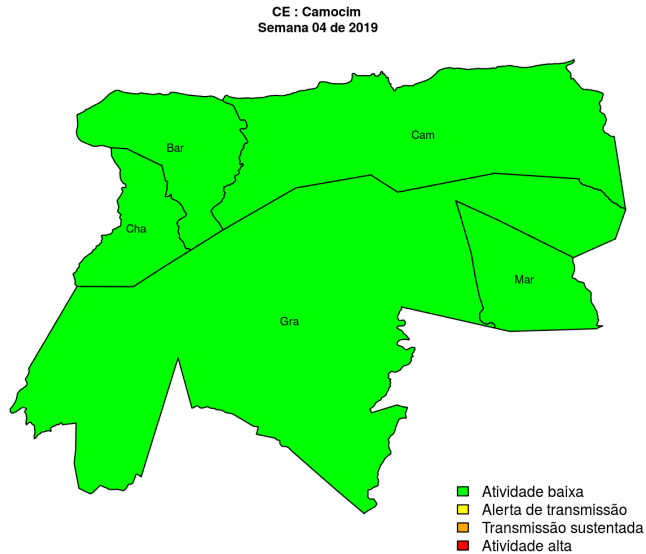 CE : Camocim
Semana 04 de 2019
Bar
Cam
Cha
Mar
Gra
Atividade baixa
Alerta de transmissão
Transmissão sustentada
Atividade alta